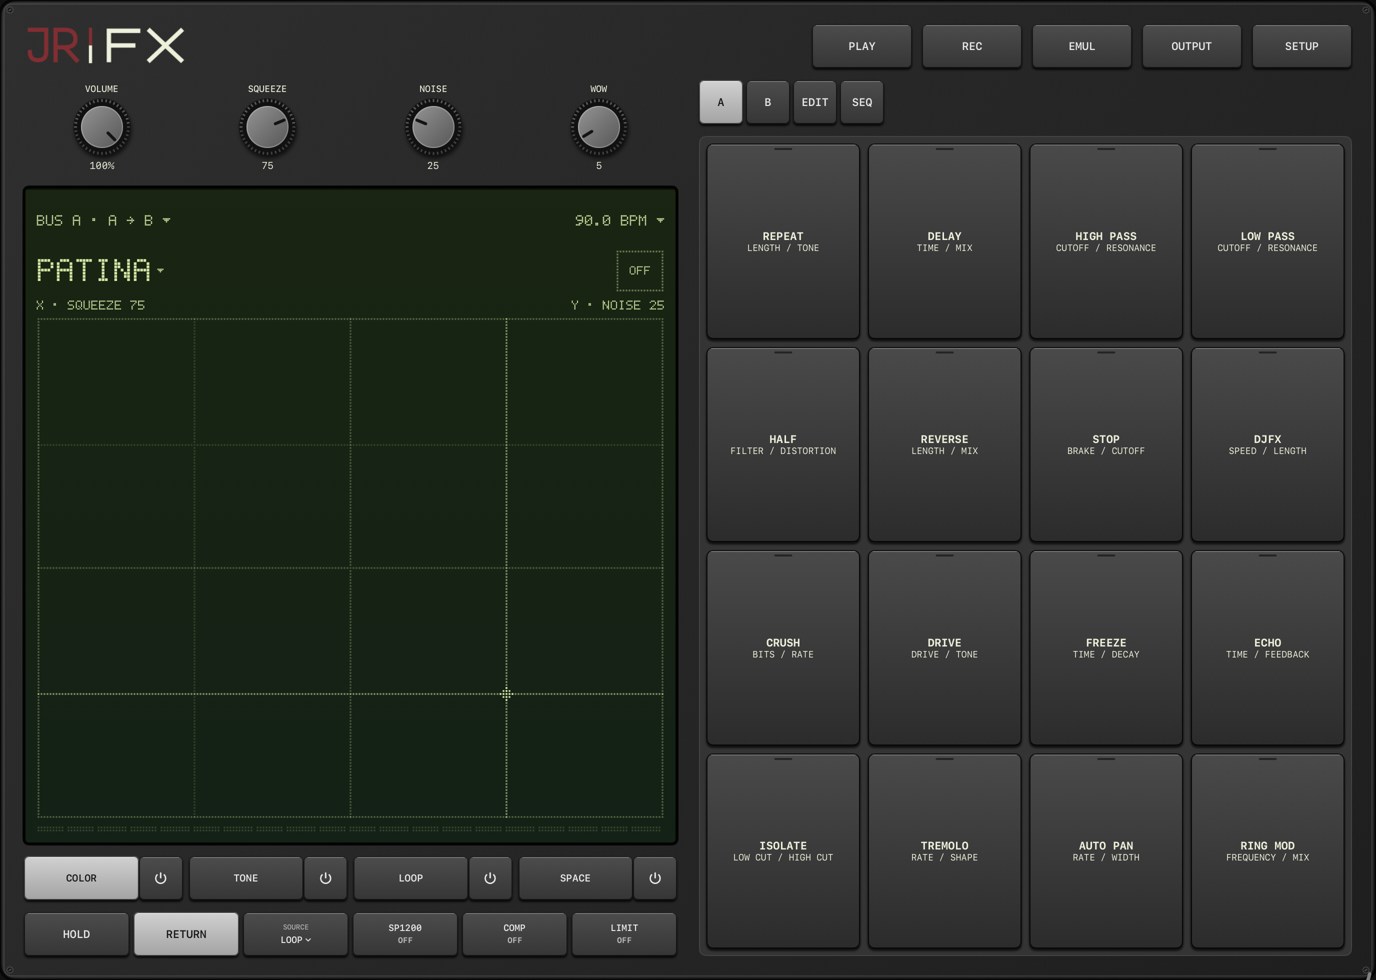 JRiFX
PLAY
REC
EMUL
OUTPUT
SETUP
VOLUME
SQUEEZE
NOISE
WOW
100%
75
25
5
A
B
EDIT
SEQ
BUS A · A → B
90.0 BPM
PATINA
OFF
X · SQUEEZE 75
Y · NOISE 25
REPEAT
LENGTH / TONE
DELAY
TIME / MIX
HIGH PASS
CUTOFF / RESONANCE
LOW PASS
CUTOFF / RESONANCE
HALF
FILTER / DISTORTION
REVERSE
LENGTH / MIX
STOP
BRAKE / CUTOFF
DJFX
SPEED / LENGTH
CRUSH
BITS / RATE
DRIVE
DRIVE / TONE
FREEZE
TIME / DECAY
ECHO
TIME / FEEDBACK
ISOLATE
LOW CUT / HIGH CUT
TREMOLO
RATE / SHAPE
AUTO PAN
RATE / WIDTH
RING MOD
FREQUENCY / MIX
COLOR
TONE
LOOP
SPACE
HOLD
RETURN
SOURCE
LOOP
SP1200
OFF
COMP
OFF
LIMIT
OFF